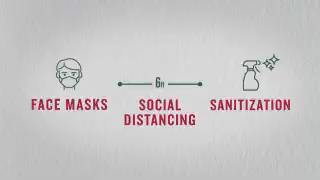 6ft
FACE MASKS
SOCIAL
DISTANCING
SANITIZATION